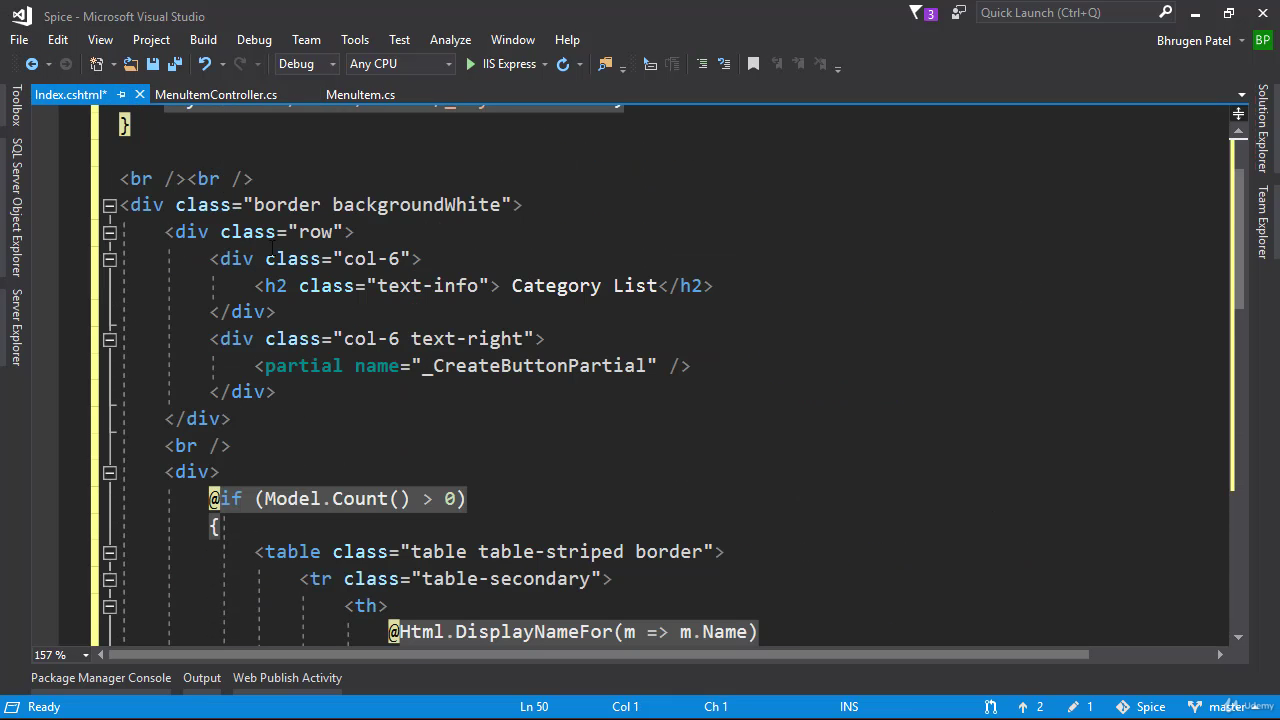 Spice - Microsoft Visual Studio
3
Quick Launch (Ctrl+Q)
File Edit View Project Build Debug Team Tools Test Analyze Window Help
Bhrugen Patel BP
Debug Any CPU IIS Express
Index.cshtml* MenuItemController.cs MenuItem.cs
Toolbox
SQL Server Object Explorer
Server Explorer
Solution Explorer
Team Explorer
}
<br /><br />
<div class="border backgroundWhite">
<div class="row">
<div class="col-6">
<h2 class="text-info"> Category List</h2>
</div>
<div class="col-6 text-right">
<partial name="_CreateButtonPartial" />
</div>
</div>
<br />
<div>
@if (Model.Count() > 0)
{
<table class="table table-striped border">
<tr class="table-secondary">
<th>
@Html.DisplayNameFor(m => m.Name)
157 %
Package Manager Console Output Web Publish Activity
Ready Ln 50 Col 1 Ch 1 INS 2 1 Spice master
Udemy